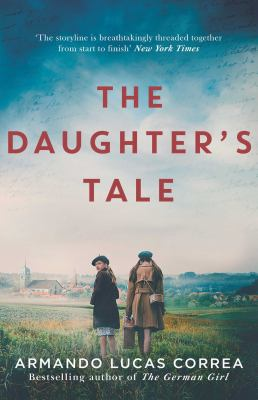 ‘The storyline is breathtakingly threaded together
from start to finish’ New York Times
THE
DAUGHTER’S
TALE
ARMANDO LUCAS CORREA
Bestselling author of The German Girl